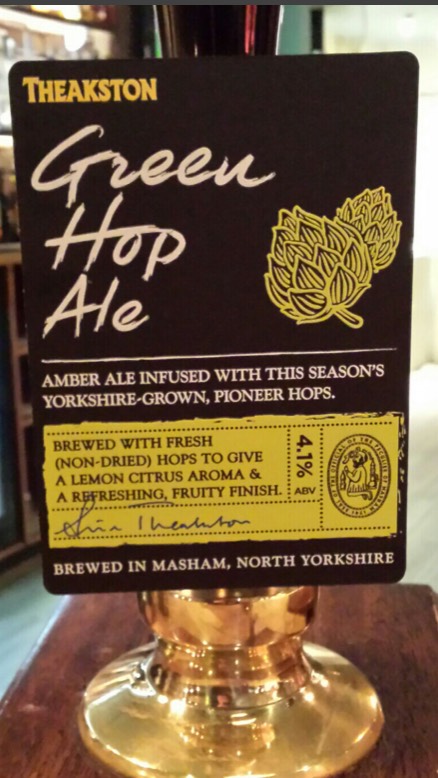 THEAKSTON
Green
Hop
Ale
AMBER ALE INFUSED WITH THIS SEASON'S
YORKSHIRE-GROWN, PIONEER HOPS.
BREWED WITH FRESH
(NON-DRIED) HOPS TO GIVE
A LEMON CITRUS AROMA &
A REFRESHING, FRUITY FINISH.
4.1%
ABV
Theakston
BREWED IN MASHAM, NORTH YORKSHIRE